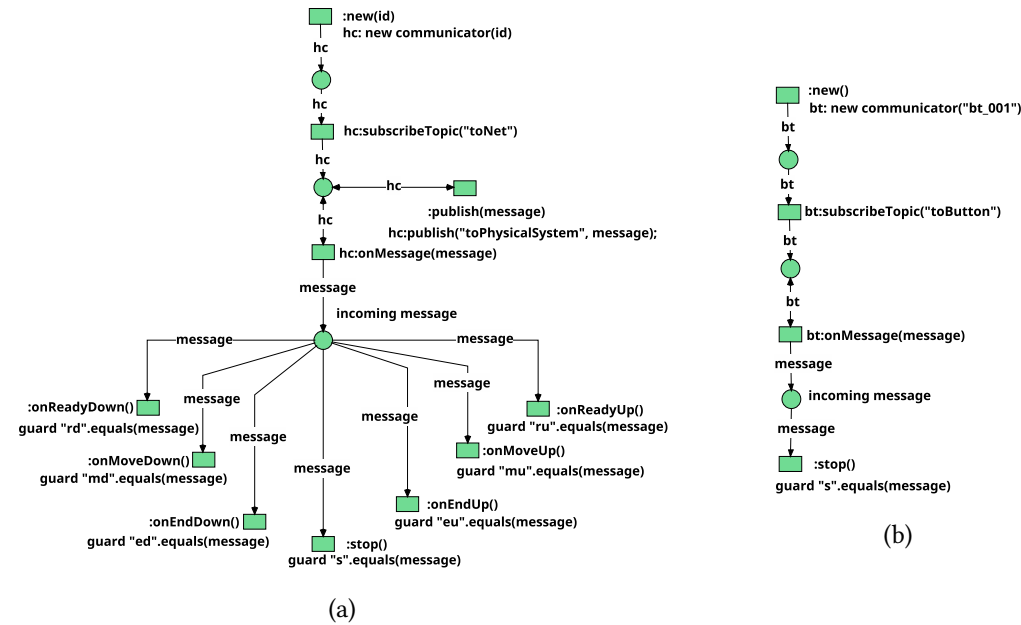 :new(id)
hc: new communicator(id)
hc
hc
hc:subscribeTopic("toNet")
hc
hc
:publish(message)
hc
hc:publish("toPhysicalSystem", message);
hc:onMessage(message)
message
incoming message
message
message
message
message
message
message
message
message
:onReadyDown()
guard "rd".equals(message)
:onReadyUp()
guard "ru".equals(message)
:onMoveDown()
guard "md".equals(message)
:onMoveUp()
guard "mu".equals(message)
:onEndUp()
guard "eu".equals(message)
:onEndDown()
guard "ed".equals(message)
:stop()
guard "s".equals(message)
(a)
:new()
bt: new communicator("bt_001")
bt
bt
bt:subscribeTopic("toButton")
bt
bt
bt:onMessage(message)
message
incoming message
message
:stop()
guard "s".equals(message)
(b)